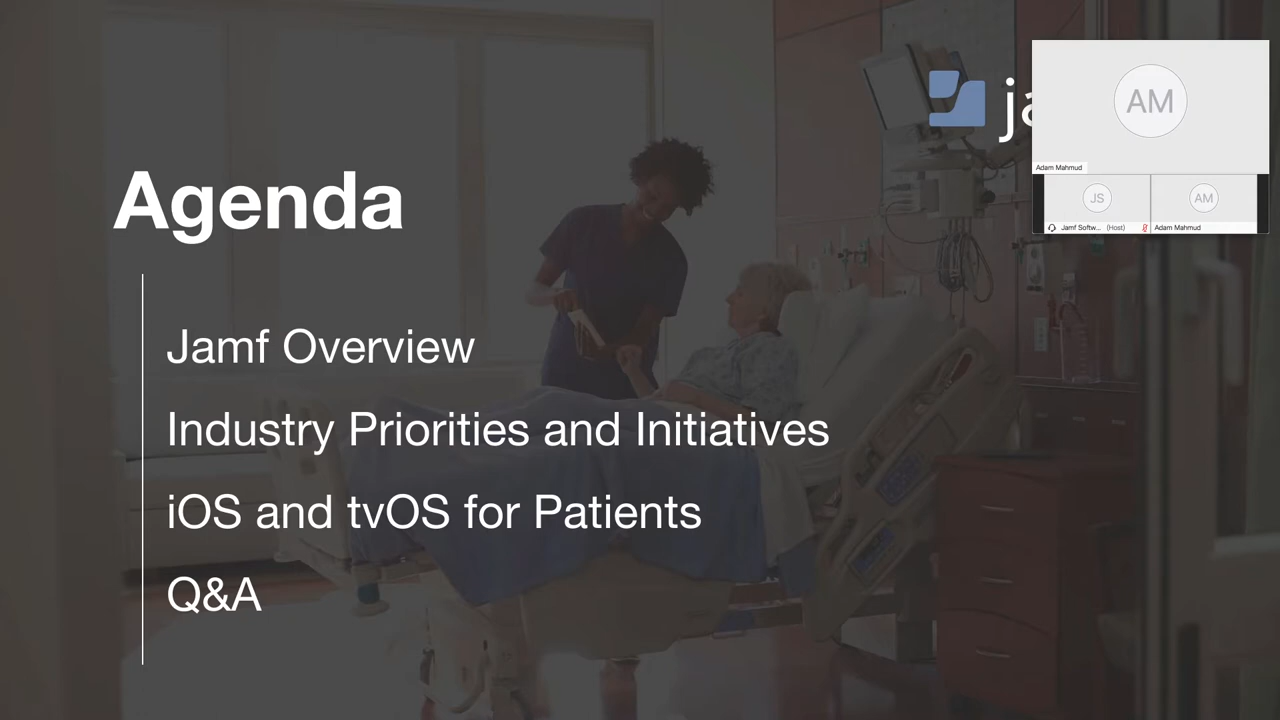 Agenda
Jamf Overview
Industry Priorities and Initiatives
iOS and tvOS for Patients
Q&A
ja
AM
Adam Mahmud
JS
AM
Jamf Softw... (Host)
Adam Mahmud